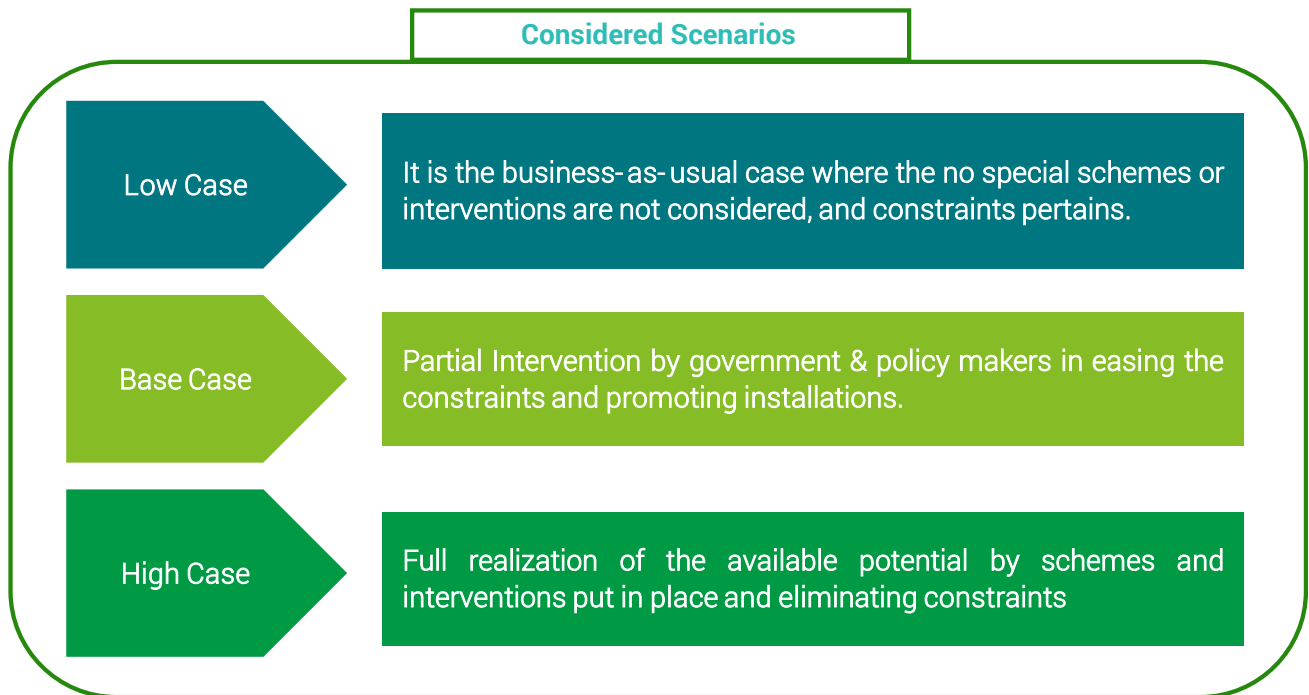 Considered Scenarios
Low Case
It is the business-as-usual case where the no special schemes or
interventions are not considered, and constraints pertains.
Base Case
Partial Intervention by government & policy makers in easing the
constraints and promoting installations.
High Case
Full realization of the available potential by schemes and
interventions put in place and eliminating constraints